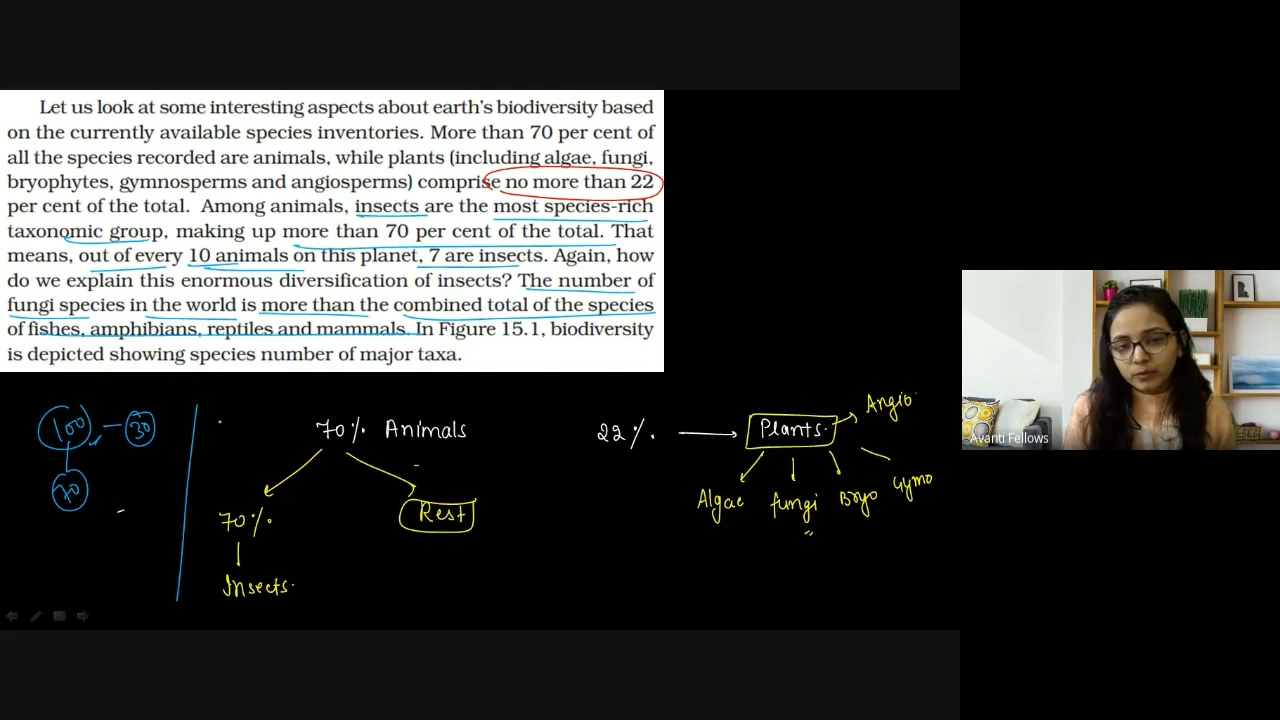 Let us look at some interesting aspects about earth's biodiversity based
on the currently available species inventories. More than 70 per cent of
all the species recorded are animals, while plants (including algae, fungi,
bryophytes, gymnosperms and angiosperms) comprise no more than 22
per cent of the total. Among animals, insects are the most species-rich
taxonomic group, making up more than 70 per cent of the total. That
means, out of every 10 animals on this planet, 7 are insects. Again, how
do we explain this enormous diversification of insects? The number of
fungi species in the world is more than the combined total of the species
of fishes, amphibians, reptiles and mammals. In Figure 15.1, biodiversity
is depicted showing species number of major taxa.
100 - 30
70
70% Animals
70% Rest
Insects.
22% → Plants.
Angio.
Algae fungi Bryo Gymo
Avanti Fellows